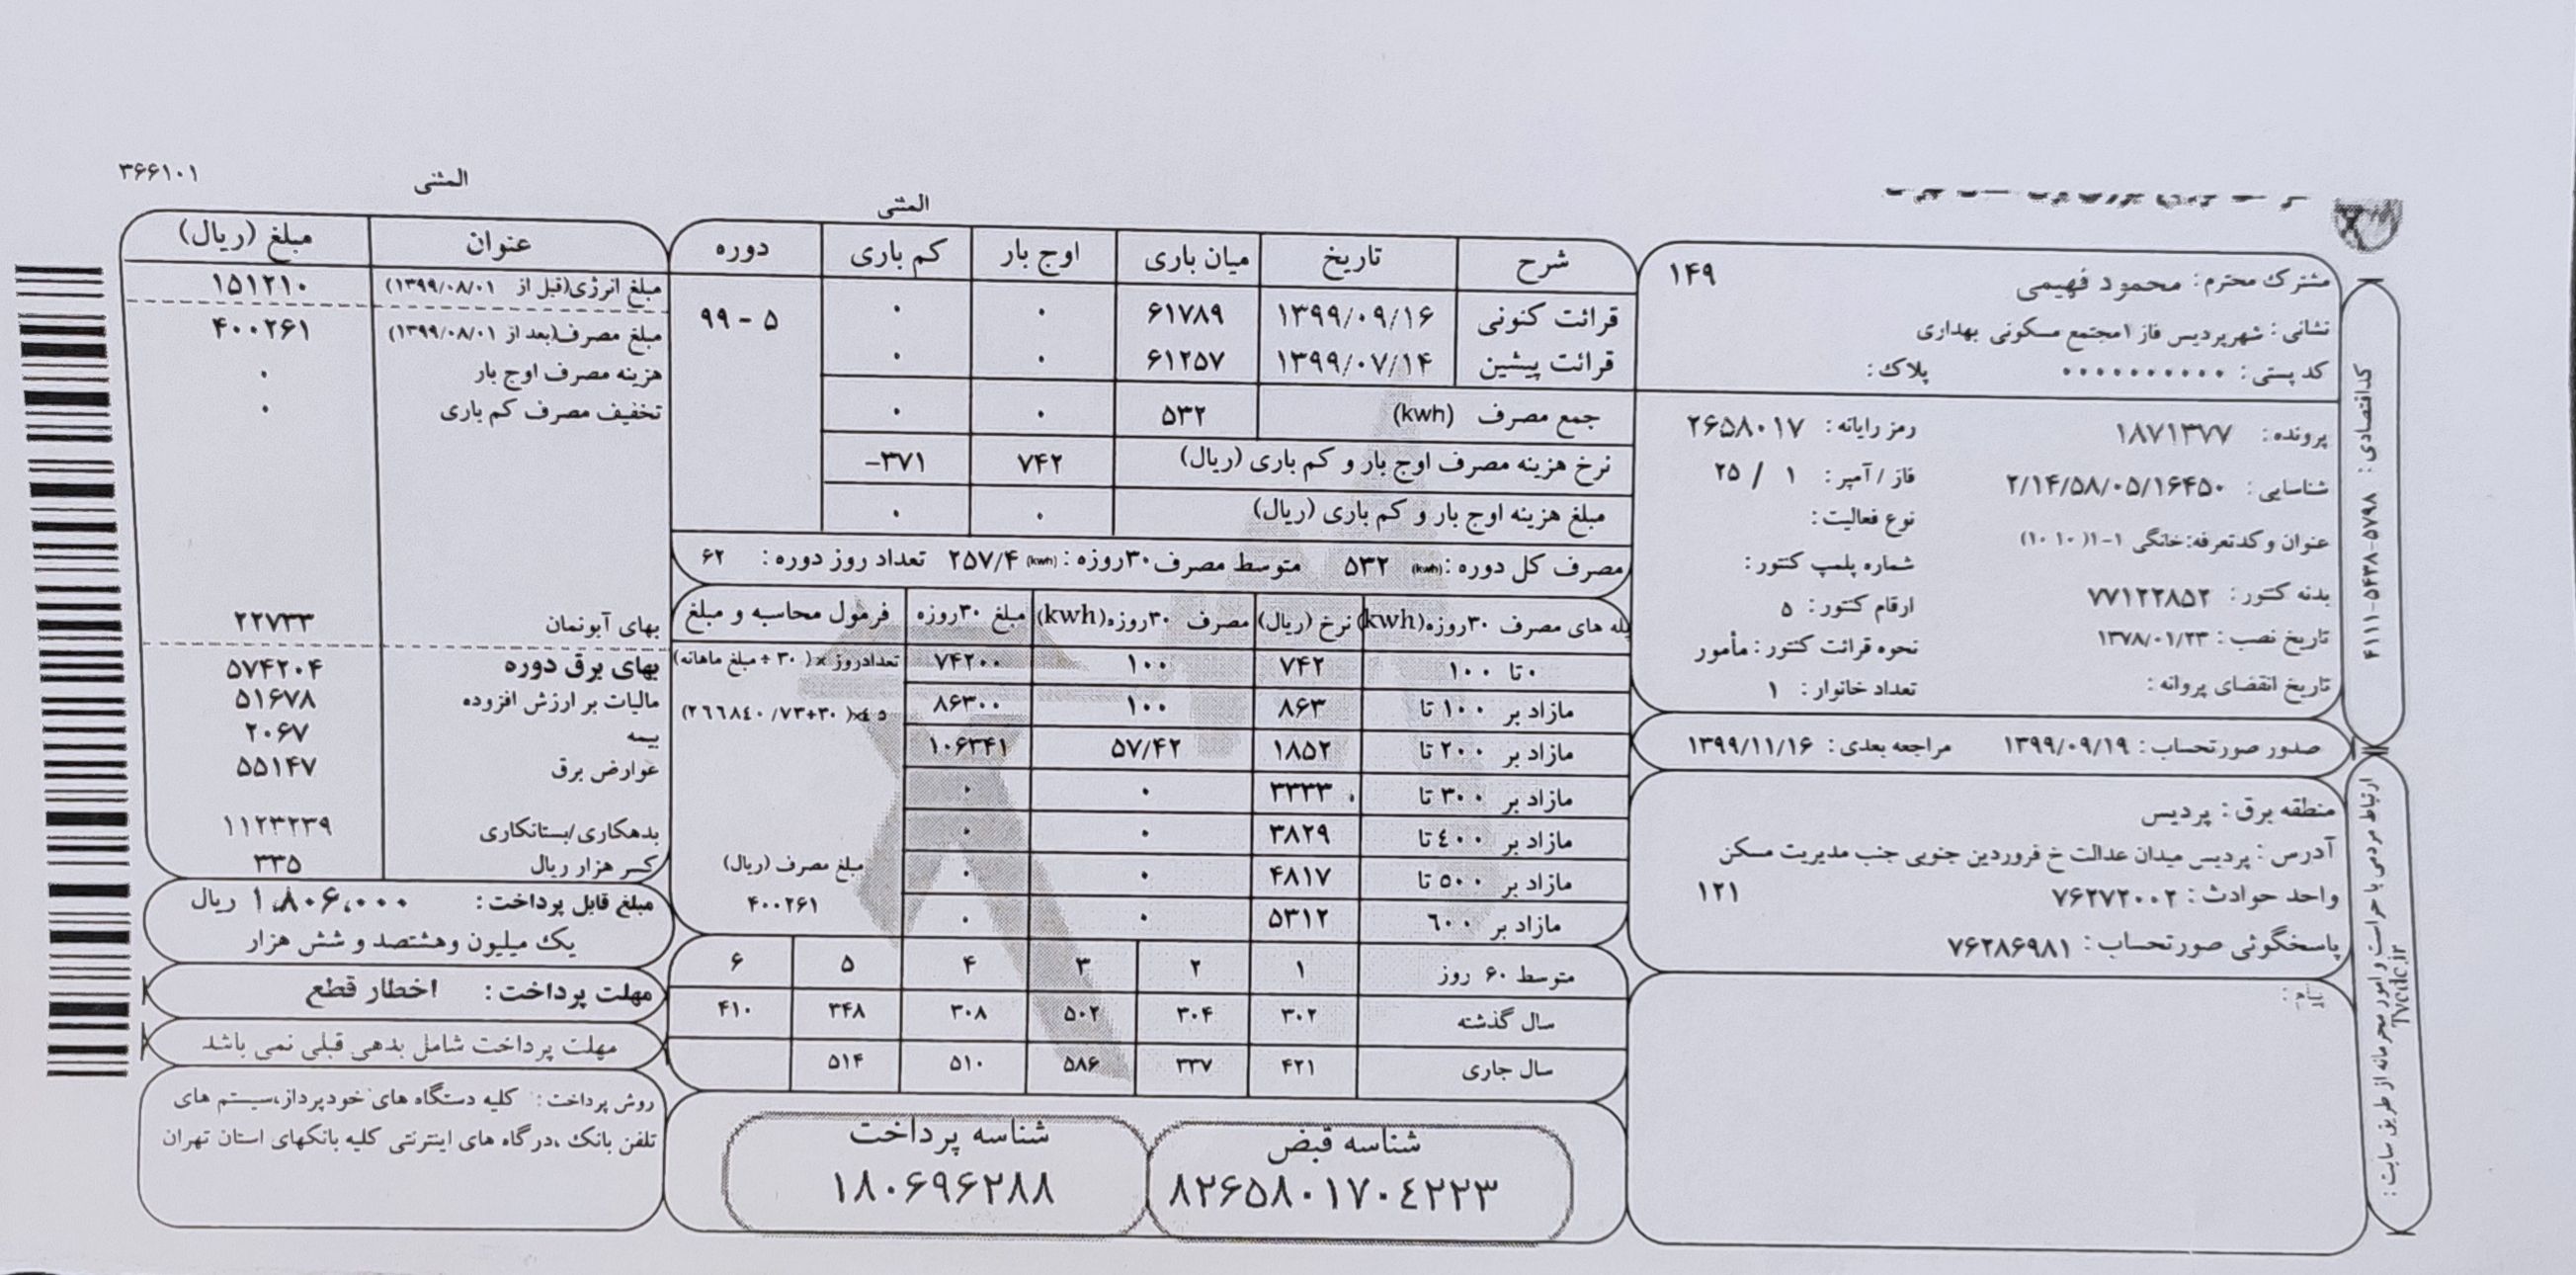 مشترک محترم: محمود فهیمی ۱۴۹
نشانی: شهرپردیس فاز ۱مجتمع مسکونی بهداری
کد پستی: ۰۰۰۰۰۰۰۰۰۰ پلاک:
پرونده: ۱۸۷۱۳۷۷ رمز رایانه: ۲۶۵۸۰۱۷
شناسایی: ۲/۱۴/۵۸/۰۵/۱۶۴۵۰ فاز / آمپر: ۱ / ۲۵
نوع فعالیت:
عنوان و کدتعرفه: خانگی ۱-۱(۱۰۱۰)
شماره پلمپ کنتور:
بدنه کنتور: ۷۷۱۲۲۸۵۲ ارقام کنتور: ۵
تاریخ نصب: ۱۳۷۸/۰۱/۲۳ نحوه قرائت کنتور: مأمور
تاریخ انقضای پروانه: تعداد خانوار: ۱
صدور صورتحساب: ۱۳۹۹/۰۹/۱۹ مراجعه بعدی: ۱۳۹۹/۱۱/۱۶
منطقه برق: پردیس
آدرس: پردیس میدان عدالت خ فروردین جنوبی جنب مدیریت مسکن
واحد حوادث: ۷۶۲۷۲۰۰۲ ۱۲۱
پاسخگوئی صورتحساب: ۷۶۲۸۶۹۸۱
کداقتصادی: ۴۱۱۱-۵۴۳۸-۵۷۹۸
ارتباط مردمی با حراست و امور محرمانه از طریق سایت:
Tvedc.ir
المثنی
شرح تاریخ میان باری اوج بار کم باری دوره
قرائت کنونی ۱۳۹۹/۰۹/۱۶ ۶۱۷۸۹ ۰ ۰ ۵ - ۹۹
قرائت پیشین ۱۳۹۹/۰۷/۱۴ ۶۱۲۵۷ ۰ ۰
جمع مصرف (kwh) ۵۳۲ ۰ ۰
نرخ هزینه مصرف اوج بار و کم باری (ریال) ۷۴۲ ۳۷۱-
مبلغ هزینه اوج بار و کم باری (ریال) ۰ ۰
مصرف کل دوره: (kwh) ۵۳۲ متوسط مصرف ۳۰روزه: (kwh) ۲۵۷/۴ تعداد روز دوره: ۶۲
پله های مصرف ۳۰روزه(kwh) نرخ (ریال) مصرف ۳۰روزه(kwh) مبلغ ۳۰روزه فرمول محاسبه و مبلغ
۰ تا ۱۰۰ ۷۴۲ ۱۰۰ ۷۴۲۰۰ تعدادروز ×( ۳۰ ÷ مبلغ ماهانه)
مازاد بر ۱۰۰ تا ۸۶۳ ۱۰۰ ۸۶۳۰۰ ٤٥×( ۳۰÷۲٦٦٨٤۰/۷۳)
مازاد بر ۲۰۰ تا ۱۸۵۲ ۵۷/۴۲ ۱۰۶۳۴۱
مازاد بر ۳۰۰ تا ۳۳۳۳ ۰ ۰
مازاد بر ٤۰۰ تا ۳۸۲۹ ۰ ۰
مازاد بر ۵۰۰ تا ۴۸۱۷ ۰ ۰ مبلغ مصرف (ریال)
مازاد بر ٦۰۰ ۵۳۱۲ ۰ ۰ ۴۰۰۲۶۱
متوسط ۶۰ روز ۱ ۲ ۳ ۴ ۵ ۶
سال گذشته ۳۰۲ ۳۰۴ ۵۰۲ ۳۰۸ ۳۴۸ ۴۱۰
سال جاری ۴۲۱ ۳۳۷ ۵۸۶ ۵۱۰ ۵۱۴
شناسه قبض شناسه پرداخت
۸۲۶۵۸۰۱۷۰٤۲۲۳ ۱۸۰۶۹۶۲۸۸
المثنی ۳۶۶۱۰۱
عنوان مبلغ (ریال)
مبلغ انرژی(قبل از ۱۳۹۹/۰۸/۰۱) ۱۵۱۲۱۰
مبلغ مصرف(بعد از ۱۳۹۹/۰۸/۰۱) ۴۰۰۲۶۱
هزینه مصرف اوج بار ۰
تخفیف مصرف کم باری ۰
بهای آبونمان ۲۲۷۳۳
بهای برق دوره ۵۷۴۲۰۴
مالیات بر ارزش افزوده ۵۱۶۷۸
بیمه ۲۰۶۷
عوارض برق ۵۵۱۴۷
بدهکاری/بستانکاری ۱۱۲۳۲۳۹
کسر هزار ریال ۳۳۵
مبلغ قابل پرداخت: ۱,۸۰۶,۰۰۰ ریال
یک میلیون وهشتصد و شش هزار
مهلت پرداخت: اخطار قطع
مهلت پرداخت شامل بدهی قبلی نمی باشد
روش پرداخت: کلیه دستگاه های خودپرداز،سیستم های
تلفن بانک ،درگاه های اینترنتی کلیه بانکهای استان تهران